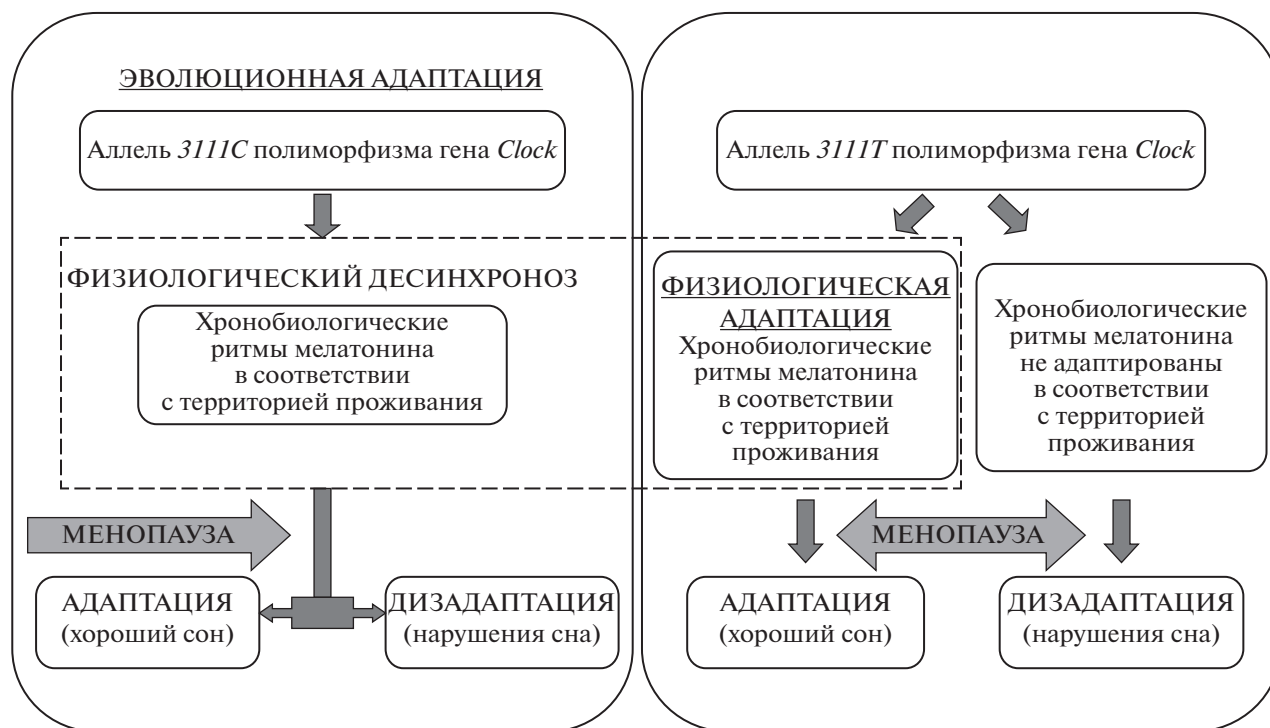 ЭВОЛЮЦИОННАЯ АДАПТАЦИЯ
Аллель 3111С полиморфизма гена Clock
ФИЗИОЛОГИЧЕСКИЙ ДЕСИНХРОНОЗ
Хронобиологические
ритмы мелатонина
в соответствии
с территорией проживания
МЕНОПАУЗА
АДАПТАЦИЯ
(хороший сон)
ДИЗАДАПТАЦИЯ
(нарушения сна)
Аллель 3111Т полиморфизма гена Clock
ФИЗИОЛОГИЧЕСКАЯ
АДАПТАЦИЯ
Хронобиологические
ритмы мелатонина
в соответствии
с территорией
проживания
Хронобиологические
ритмы мелатонина
не адаптированы
в соответствии
с территорией
проживания
МЕНОПАУЗА
АДАПТАЦИЯ
(хороший сон)
ДИЗАДАПТАЦИЯ
(нарушения сна)